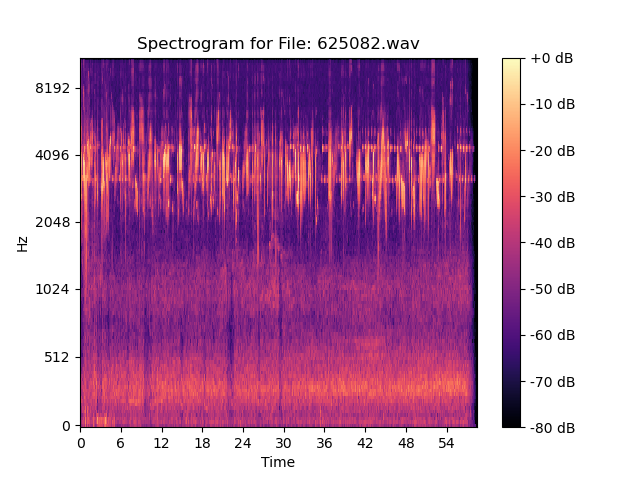 Spectrogram for File: 625082.wav
Hz
8192
4096
2048
1024
512
0
0 6 12 18 24 30 36 42 48 54
Time
+0 dB
-10 dB
-20 dB
-30 dB
-40 dB
-50 dB
-60 dB
-70 dB
-80 dB